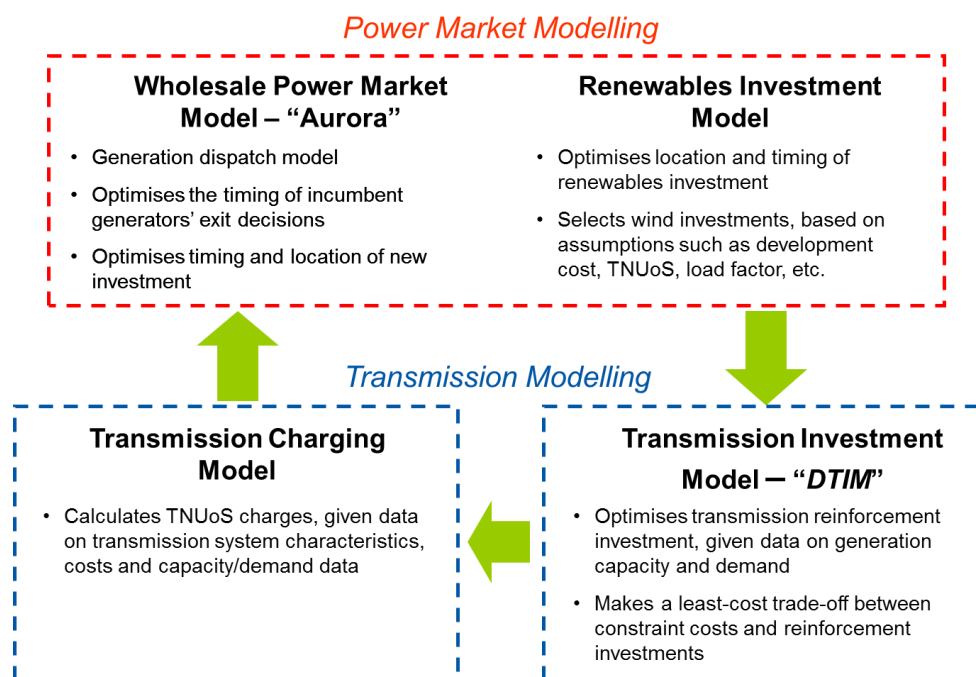 Power Market Modelling
Wholesale Power Market
Model – “Aurora”
• Generation dispatch model
• Optimises the timing of incumbent
generators’ exit decisions
• Optimises timing and location of new
investment
Renewables Investment
Model
• Optimises location and timing of
renewables investment
• Selects wind investments, based on
assumptions such as development
cost, TNUoS, load factor, etc.
Transmission Modelling
Transmission Charging
Model
• Calculates TNUoS charges, given data
on transmission system characteristics,
costs and capacity/demand data
Transmission Investment
Model – “DTIM”
• Optimises transmission reinforcement
investment, given data on generation
capacity and demand
• Makes a least-cost trade-off between
constraint costs and reinforcement
investments